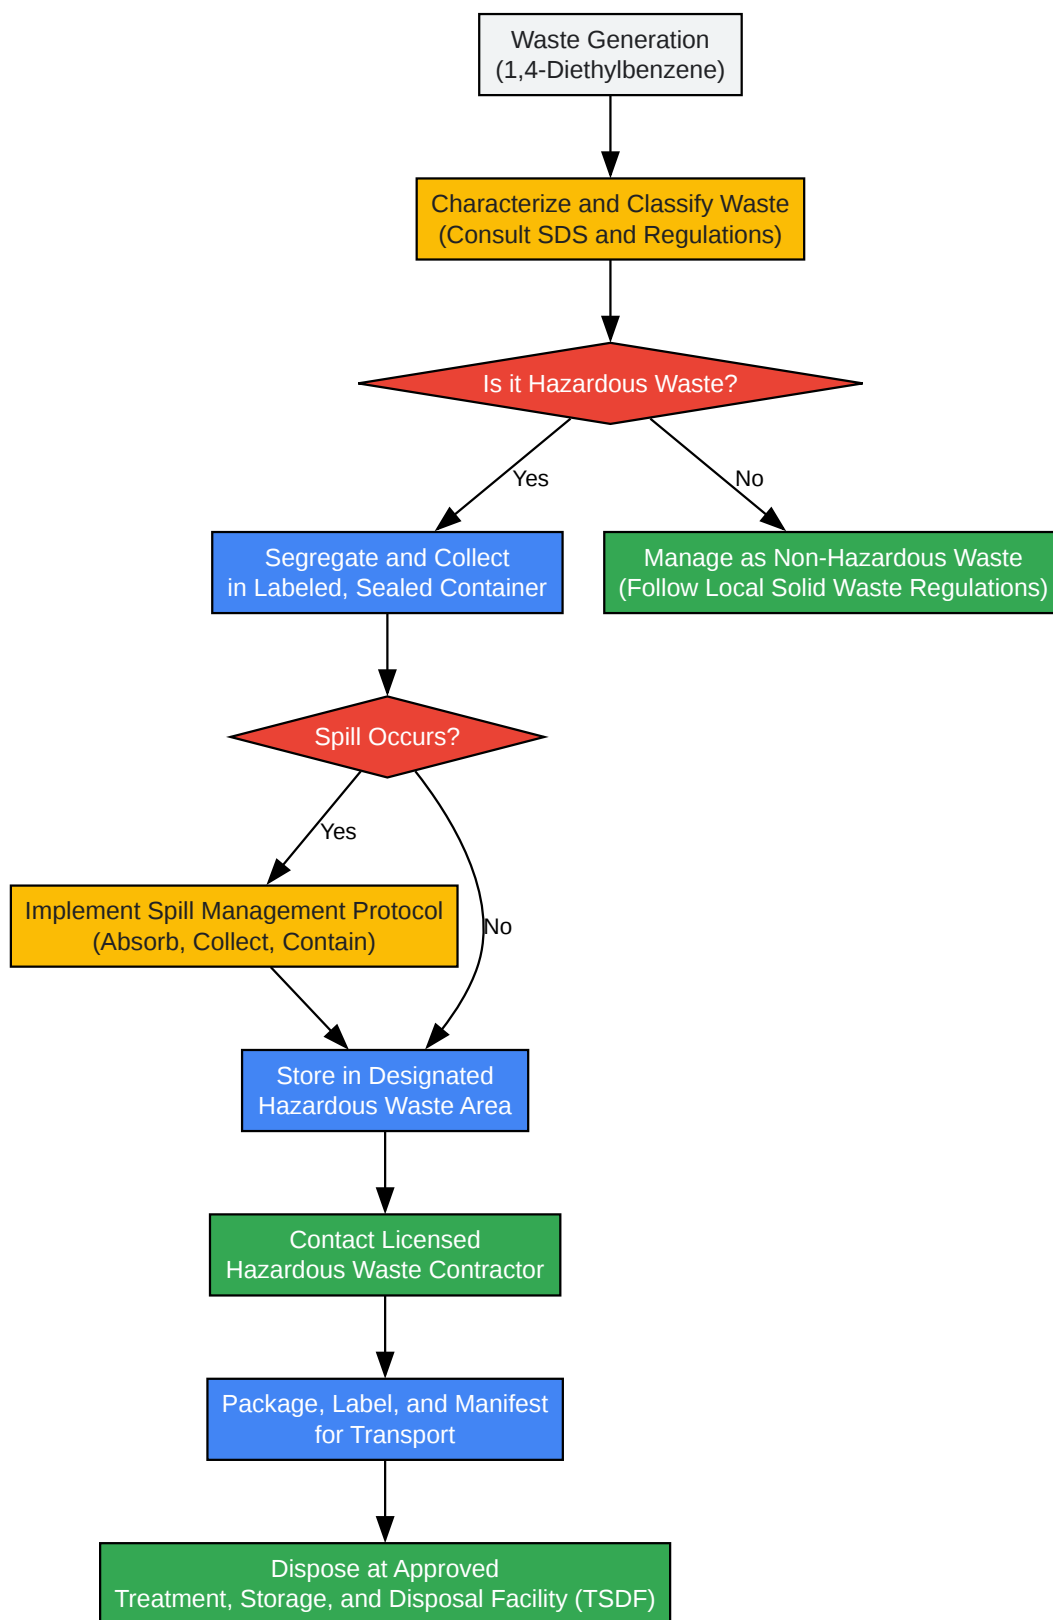 Waste Generation
(1,4-Diethylbenzene)
Characterize and Classify Waste
(Consult SDS and Regulations)
Is it Hazardous Waste?
Yes
No
Segregate and Collect
in Labeled, Sealed Container
Manage as Non-Hazardous Waste
(Follow Local Solid Waste Regulations)
Spill Occurs?
Yes
Implement Spill Management Protocol
(Absorb, Collect, Contain)
No
Store in Designated
Hazardous Waste Area
Contact Licensed
Hazardous Waste Contractor
Package, Label, and Manifest
for Transport
Dispose at Approved
Treatment, Storage, and Disposal Facility (TSDF)